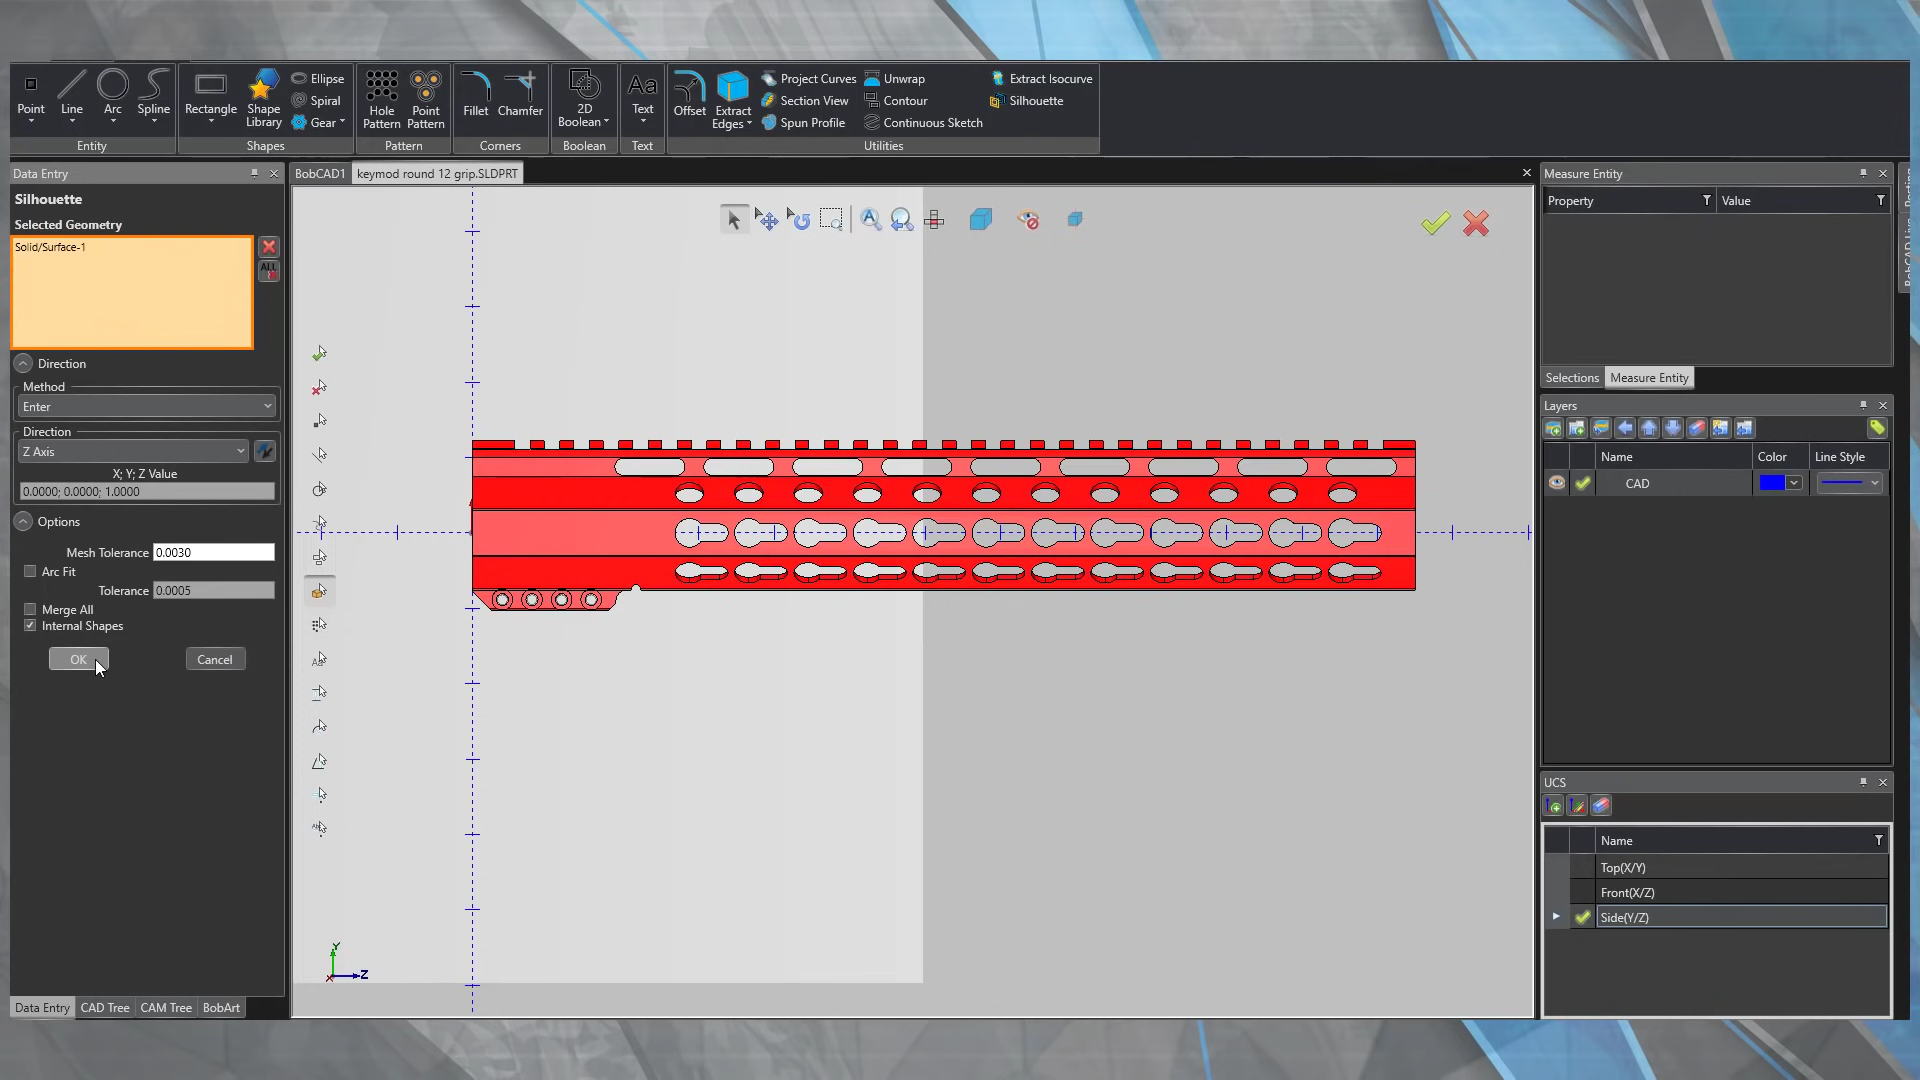 Point
Line
Arc
Spline
Entity
Rectangle
Shape Library
Ellipse
Spiral
Gear
Shapes
Hole Pattern
Point Pattern
Pattern
Fillet
Chamfer
Corners
2D Boolean
Boolean
Aa
Text
Text
Offset
Extract Edges
Project Curves
Section View
Spun Profile
Unwrap
Contour
Continuous Sketch
Extract Isocurve
Silhouette
Utilities
Data Entry
Silhouette
Selected Geometry
Solid/Surface-1
ALL
Direction
Method
Enter
Direction
Z Axis
X; Y; Z Value
0.0000; 0.0000; 1.0000
Options
Mesh Tolerance 0.0030
Arc Fit
Tolerance 0.0005
Merge All
Internal Shapes
OK
Cancel
Data Entry
CAD Tree
CAM Tree
BobArt
BobCAD1
keymod round 12 grip.SLDPRT
Y
Z
X
Measure Entity
Property
Value
Selections
Measure Entity
Layers
Name
Color
Line Style
CAD
UCS
Name
Top(X/Y)
Front(X/Z)
Side(Y/Z)